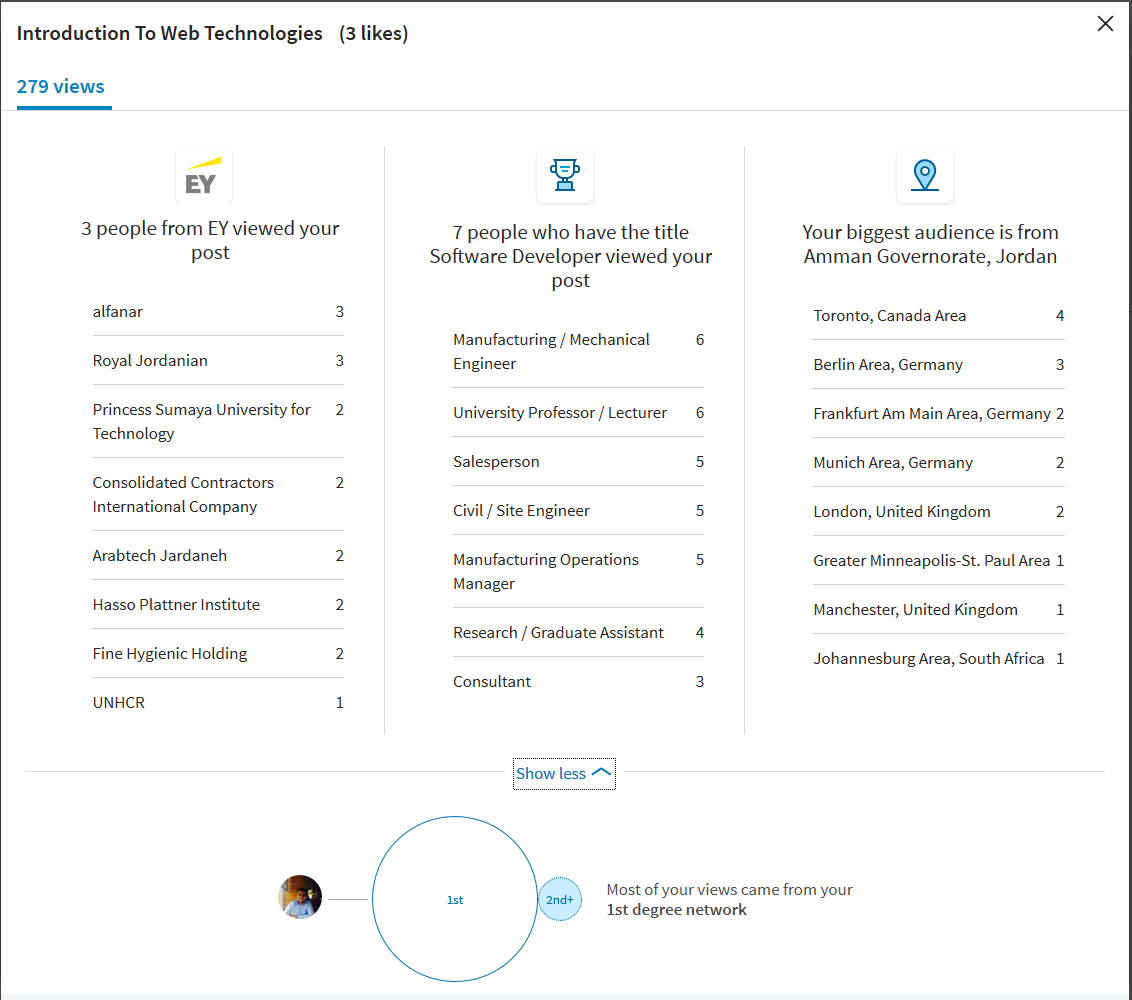 Introduction To Web Technologies (3 likes)
279 views
EY
3 people from EY viewed your
post
alfanar 3
Royal Jordanian 3
Princess Sumaya University for 2
Technology
Consolidated Contractors 2
International Company
Arabtech Jardaneh 2
Hasso Plattner Institute 2
Fine Hygienic Holding 2
UNHCR 1
7 people who have the title
Software Developer viewed your
post
Manufacturing / Mechanical 6
Engineer
University Professor / Lecturer 6
Salesperson 5
Civil / Site Engineer 5
Manufacturing Operations 5
Manager
Research / Graduate Assistant 4
Consultant 3
Your biggest audience is from
Amman Governorate, Jordan
Toronto, Canada Area 4
Berlin Area, Germany 3
Frankfurt Am Main Area, Germany 2
Munich Area, Germany 2
London, United Kingdom 2
Greater Minneapolis-St. Paul Area 1
Manchester, United Kingdom 1
Johannesburg Area, South Africa 1
Show less
1st
2nd+
Most of your views came from your
1st degree network